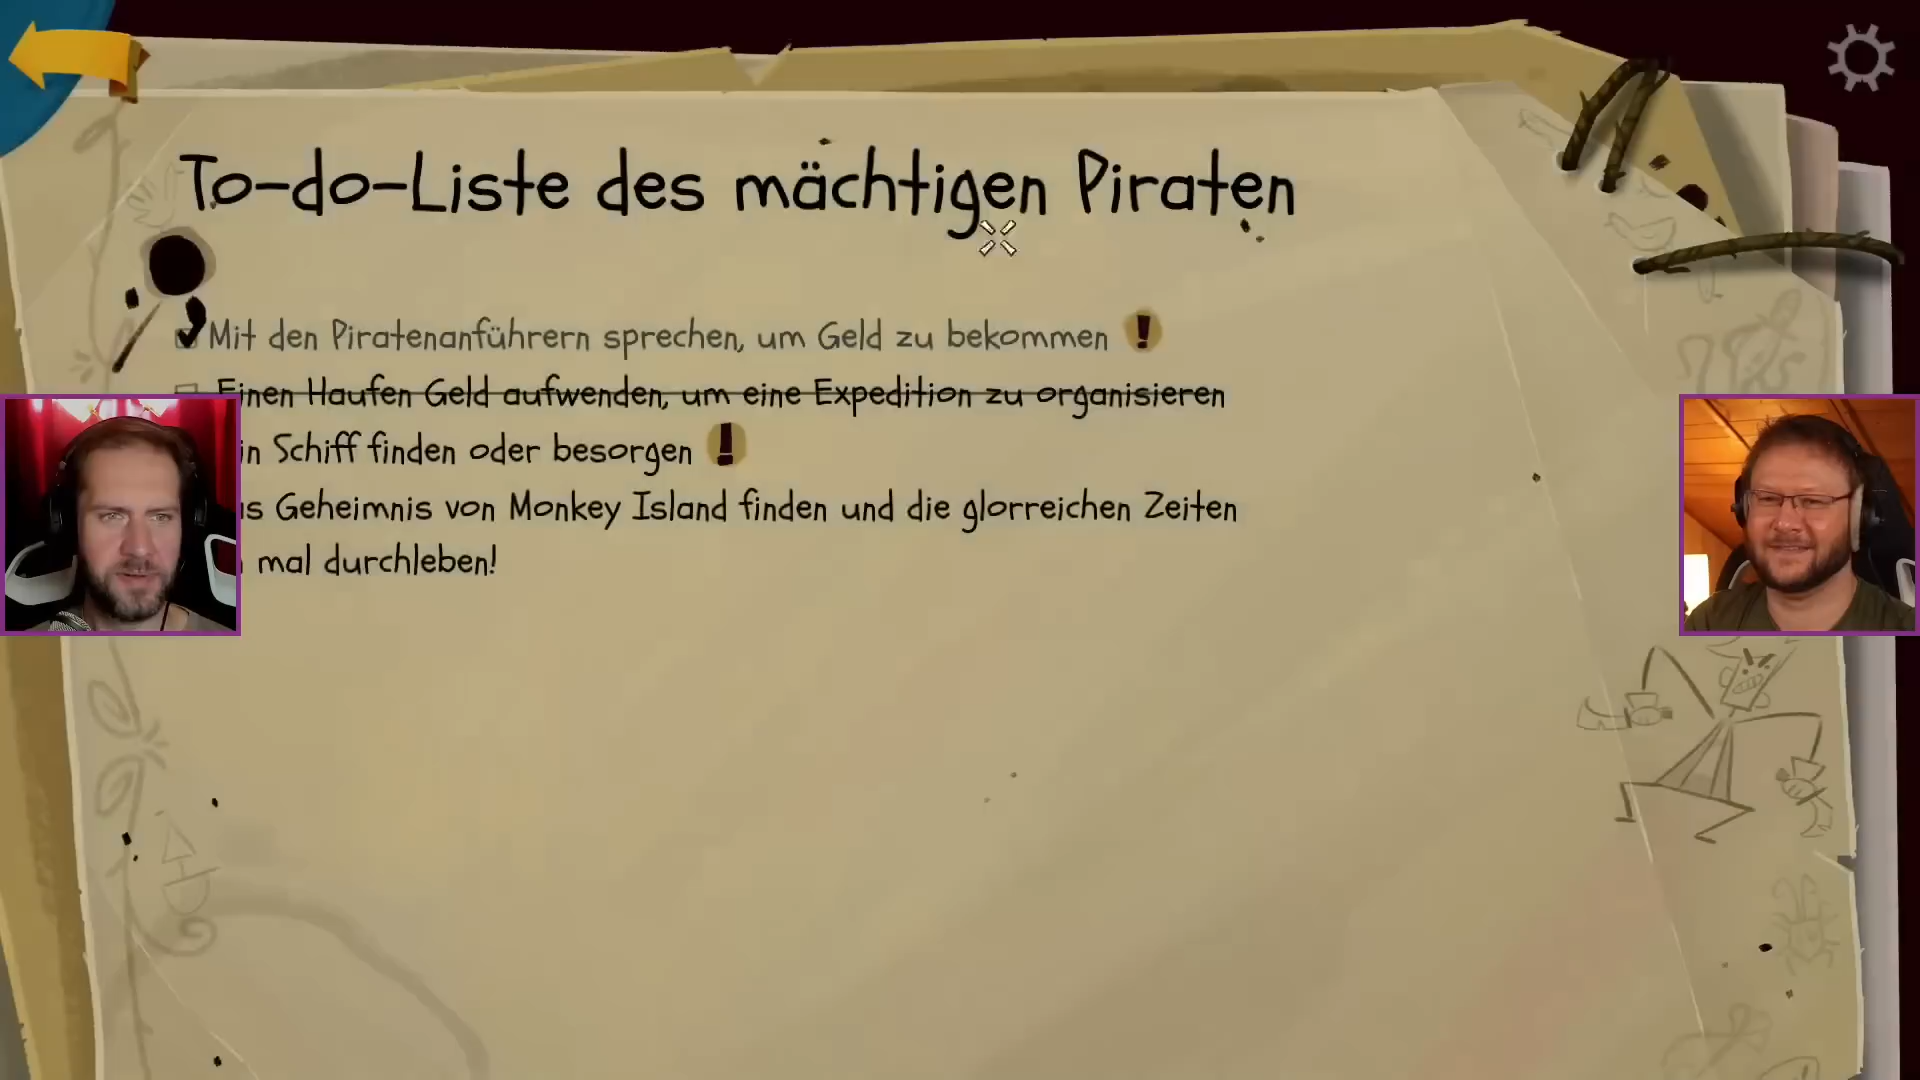 To-do-Liste des mächtigen Piraten
Mit den Piratenanführern sprechen, um Geld zu bekommen !
Einen Haufen Geld aufwenden, um eine Expedition zu organisieren
in Schiff finden oder besorgen !
s Geheimnis von Monkey Island finden und die glorreichen Zeiten
mal durchleben!